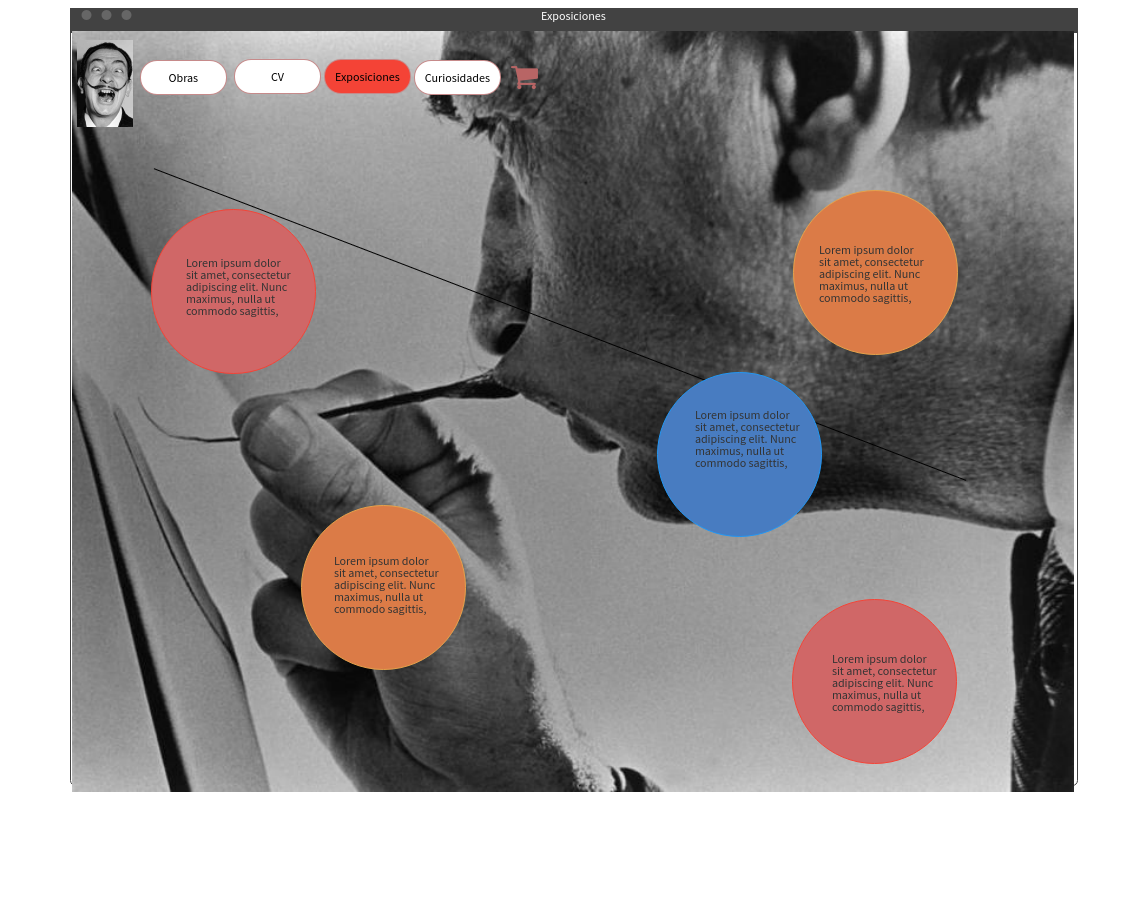 Exposiciones
Obras
CV
Exposiciones
Curiosidades
Lorem ipsum dolor
sit amet, consectetur
adipiscing elit. Nunc
maximus, nulla ut
commodo sagittis,
Lorem ipsum dolor
sit amet, consectetur
adipiscing elit. Nunc
maximus, nulla ut
commodo sagittis,
Lorem ipsum dolor
sit amet, consectetur
adipiscing elit. Nunc
maximus, nulla ut
commodo sagittis,
Lorem ipsum dolor
sit amet, consectetur
adipiscing elit. Nunc
maximus, nulla ut
commodo sagittis,
Lorem ipsum dolor
sit amet, consectetur
adipiscing elit. Nunc
maximus, nulla ut
commodo sagittis,